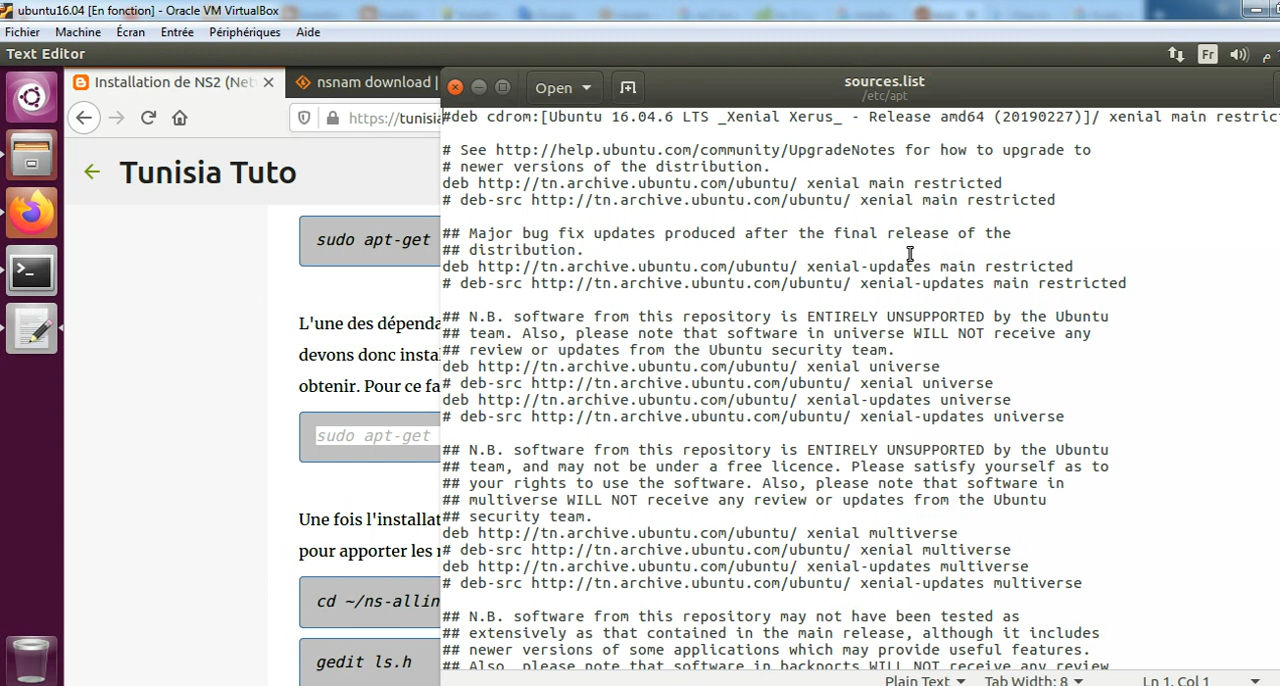 ubuntu16.04 [En fonction] - Oracle VM VirtualBox
Fichier Machine Écran Entrée Périphériques Aide
Text Editor
Fr
Installation de NS2 (Net
nsnam download |
Open
sources.list
/etc/apt
https://tunisia
Tunisia Tuto
sudo apt-get
L'une des dépenda
devons donc insta
obtenir. Pour ce fa
sudo apt-get
Une fois l'installat
pour apporter les
cd ~/ns-allin
gedit ls.h
#deb cdrom:[Ubuntu 16.04.6 LTS _Xenial Xerus_ - Release amd64 (20190227)]/ xenial main restric
# See http://help.ubuntu.com/community/UpgradeNotes for how to upgrade to
# newer versions of the distribution.
deb http://tn.archive.ubuntu.com/ubuntu/ xenial main restricted
# deb-src http://tn.archive.ubuntu.com/ubuntu/ xenial main restricted
## Major bug fix updates produced after the final release of the
## distribution.
deb http://tn.archive.ubuntu.com/ubuntu/ xenial-updates main restricted
# deb-src http://tn.archive.ubuntu.com/ubuntu/ xenial-updates main restricted
## N.B. software from this repository is ENTIRELY UNSUPPORTED by the Ubuntu
## team. Also, please note that software in universe WILL NOT receive any
## review or updates from the Ubuntu security team.
deb http://tn.archive.ubuntu.com/ubuntu/ xenial universe
# deb-src http://tn.archive.ubuntu.com/ubuntu/ xenial universe
deb http://tn.archive.ubuntu.com/ubuntu/ xenial-updates universe
# deb-src http://tn.archive.ubuntu.com/ubuntu/ xenial-updates universe
## N.B. software from this repository is ENTIRELY UNSUPPORTED by the Ubuntu
## team, and may not be under a free licence. Please satisfy yourself as to
## your rights to use the software. Also, please note that software in
## multiverse WILL NOT receive any review or updates from the Ubuntu
## security team.
deb http://tn.archive.ubuntu.com/ubuntu/ xenial multiverse
# deb-src http://tn.archive.ubuntu.com/ubuntu/ xenial multiverse
deb http://tn.archive.ubuntu.com/ubuntu/ xenial-updates multiverse
# deb-src http://tn.archive.ubuntu.com/ubuntu/ xenial-updates multiverse
## N.B. software from this repository may not have been tested as
## extensively as that contained in the main release, although it includes
## newer versions of some applications which may provide useful features.
## Also, please note that software in backports WILL NOT receive any review
Plain Text Tab Width: 8 Ln 1, Col 1